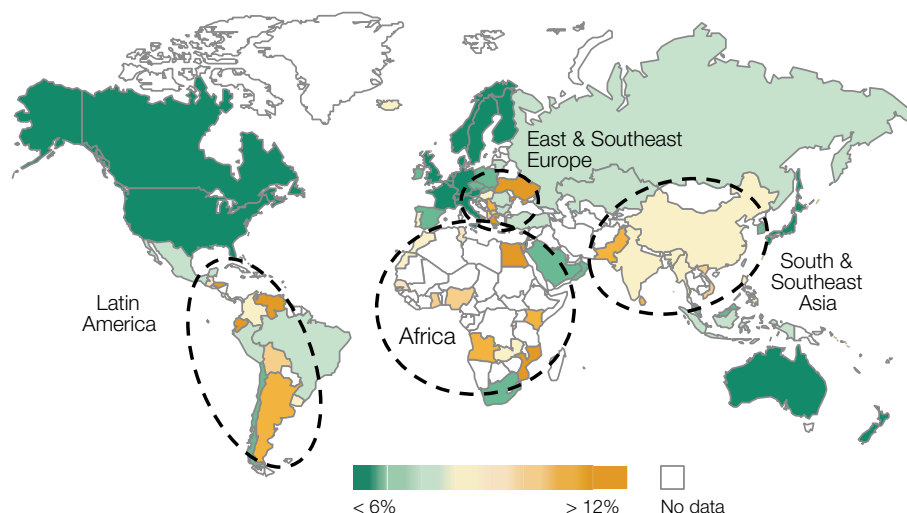 East & Southeast
Europe
Latin
America
Africa
South &
Southeast
Asia
< 6%
> 12%
No data